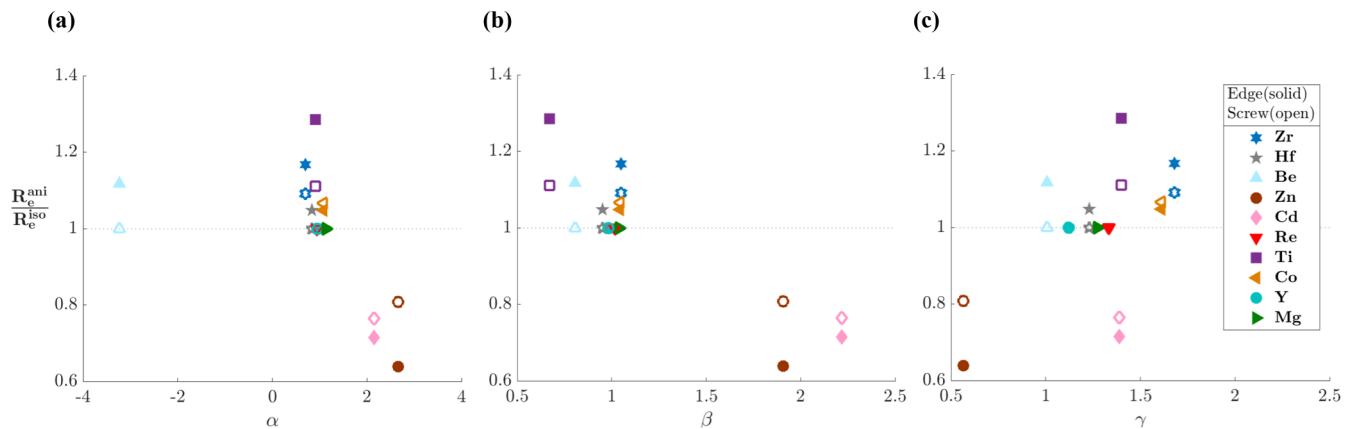 (a)
(b)
(c)
R_e^ani
R_e^iso
1.4
1.2
1
0.8
0.6
-4
-2
0
2
4
α
1.4
1.2
1
0.8
0.6
0.5
1
1.5
2
2.5
β
1.4
1.2
1
0.8
0.6
0.5
1
1.5
2
2.5
γ
Edge(solid)
Screw(open)
Zr
Hf
Be
Zn
Cd
Re
Ti
Co
Y
Mg